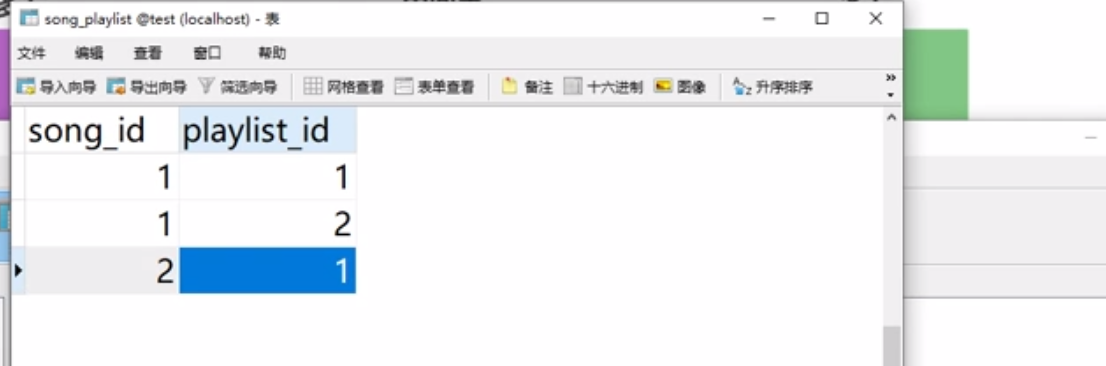 song_playlist @test (localhost) - 表
文件 编辑 查看 窗口 帮助
导入向导 导出向导 筛选向导 网格查看 表单查看 备注 十六进制 图像 升序排序
song_id playlist_id
1 1
1 2
2 1